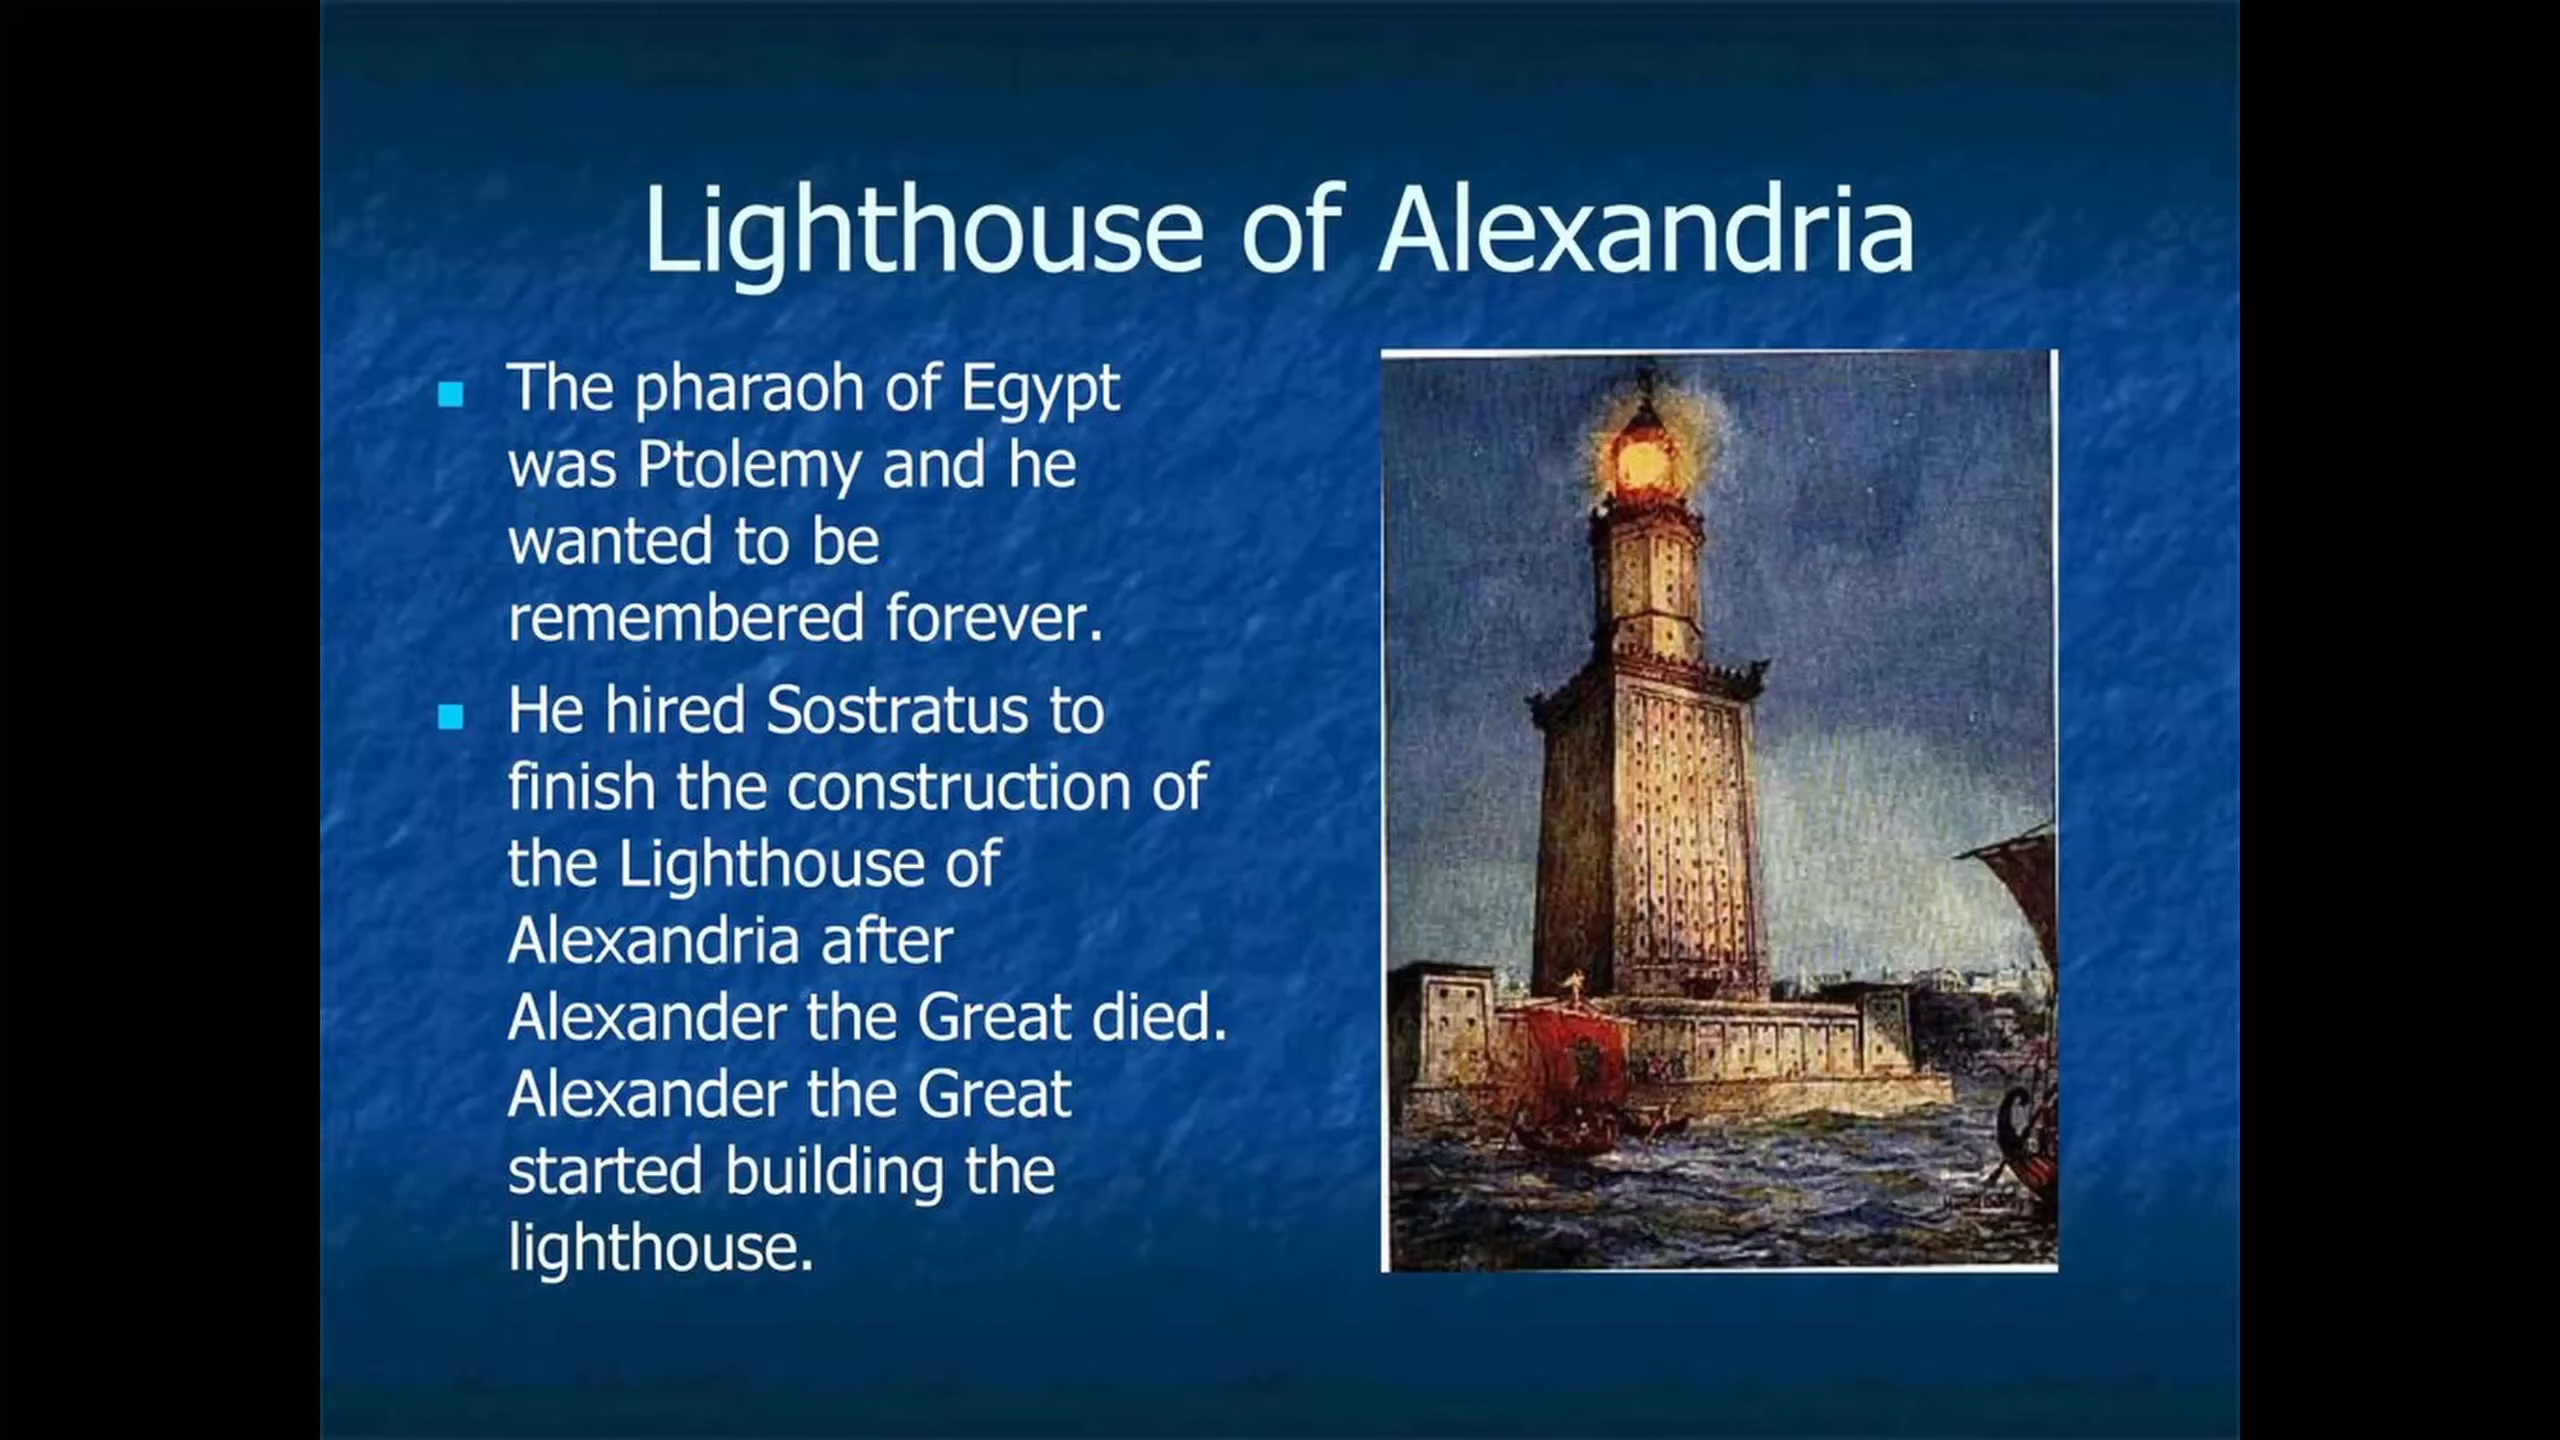 Lighthouse of Alexandria
The pharaoh of Egypt
was Ptolemy and he
wanted to be
remembered forever.
He hired Sostratus to
finish the construction of
the Lighthouse of
Alexandria after
Alexander the Great died.
Alexander the Great
started building the
lighthouse.